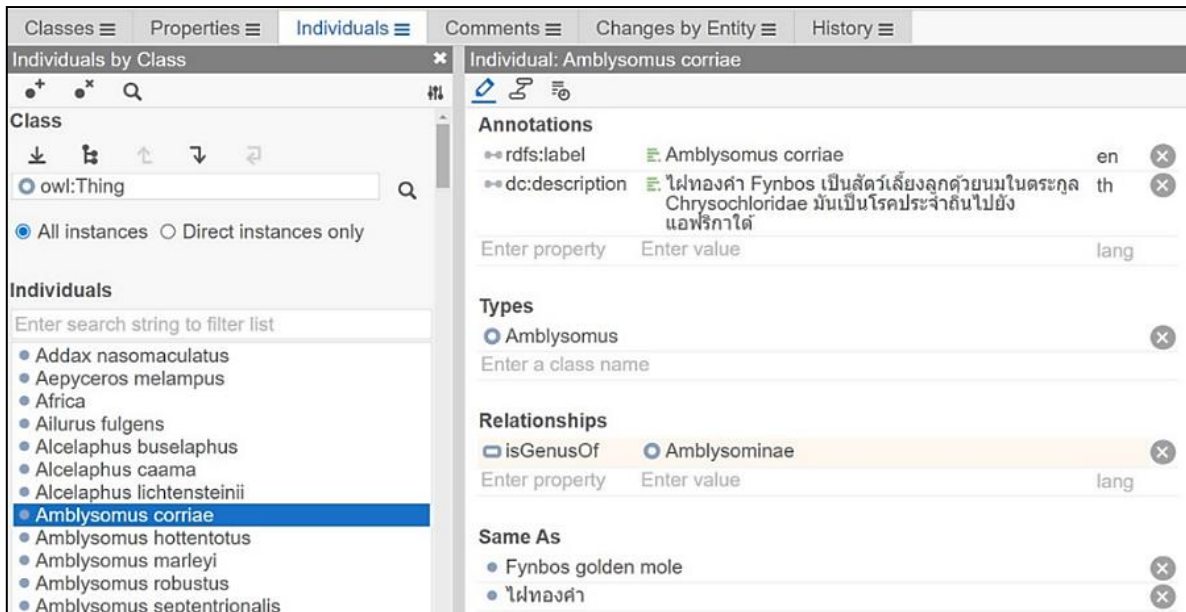 Classes Properties Individuals Comments Changes by Entity History
Individuals by Class
Class
owl:Thing
All instances Direct instances only
Individuals
Enter search string to filter list
Addax nasomaculatus
Aepyceros melampus
Africa
Ailurus fulgens
Alcelaphus buselaphus
Alcelaphus caama
Alcelaphus lichtensteinii
Amblysomus corriae
Amblysomus hottentotus
Amblysomus marleyi
Amblysomus robustus
Amblysomus septentrionalis
Individual: Amblysomus corriae
Annotations
rdfs:label Amblysomus corriae en
dc:description ไฝทองคำ Fynbos เป็นสัตว์เลี้ยงลูกด้วยนมในตระกูล th
Chrysochloridae มันเป็นโรคประจำถิ่นไปยัง
แอฟริกาใต้
Enter property Enter value lang
Types
Amblysomus
Enter a class name
Relationships
isGenusOf Amblysominae
Enter property Enter value lang
Same As
Fynbos golden mole
ไฝทองคำ